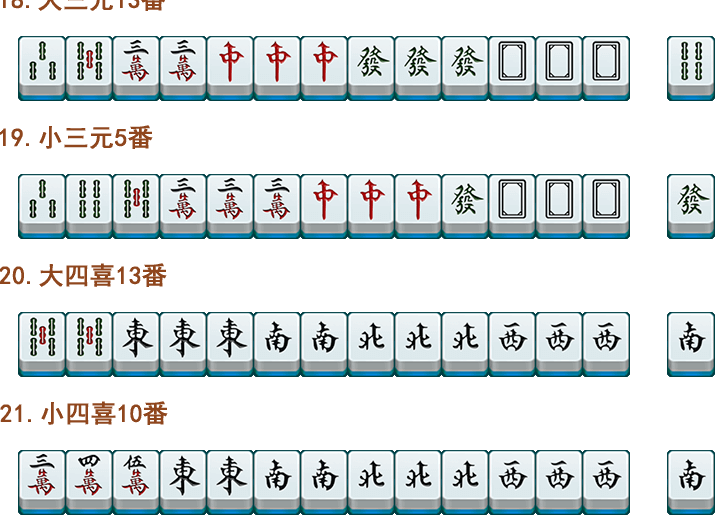 18. 大三元13番
三萬 三萬 中 中 中 發 發 發
19. 小三元5番
三萬 三萬 三萬 中 中 中 發 發
20. 大四喜13番
東 東 東 南 南 北 北 北 西 西 西 南
21. 小四喜10番
三萬 四萬 伍萬 東 東 南 南 北 北 北 西 西 西 南